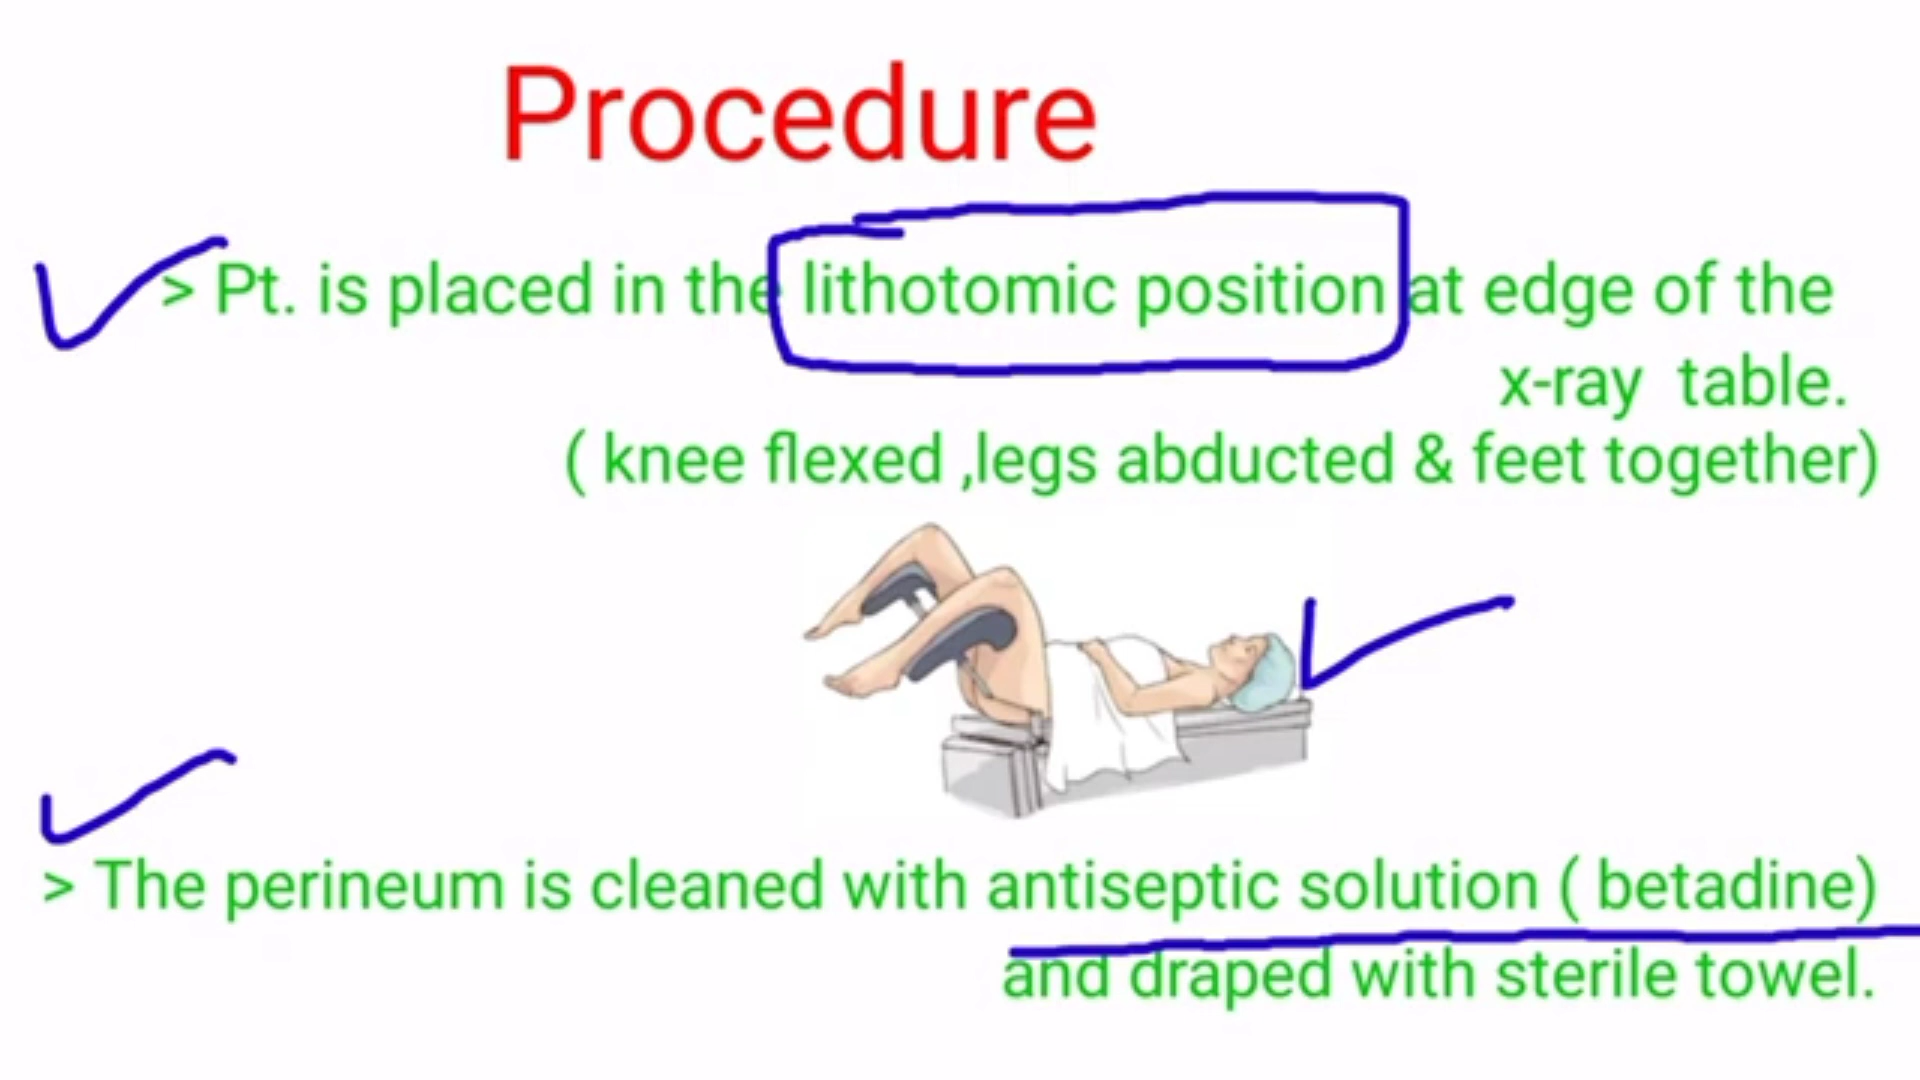 Procedure
> Pt. is placed in the lithotomic position at edge of the
x-ray table.
( knee flexed ,legs abducted & feet together)
> The perineum is cleaned with antiseptic solution ( betadine)
and draped with sterile towel.